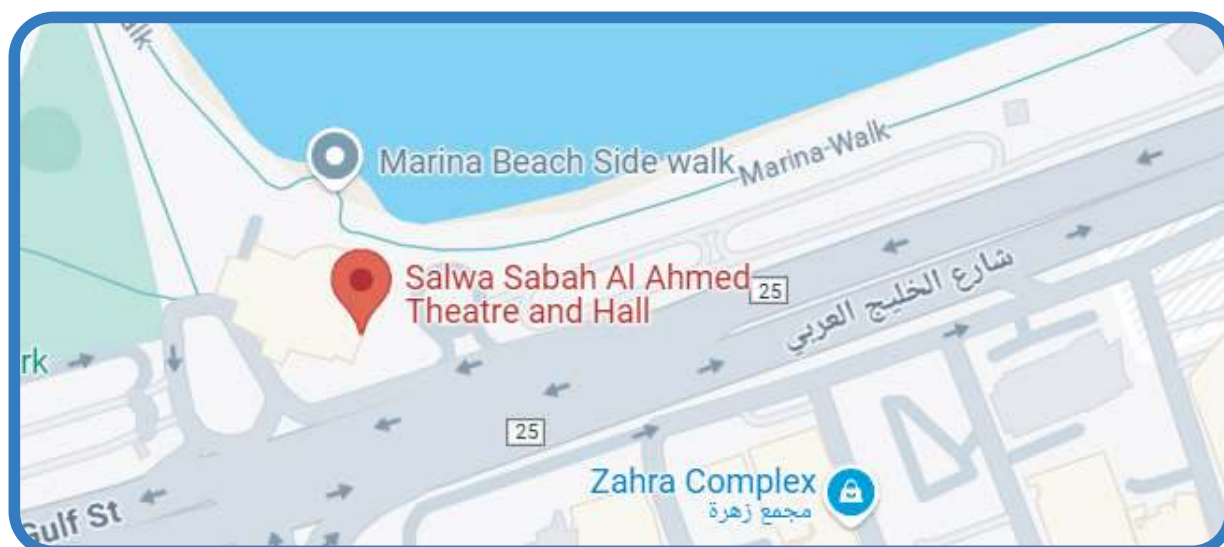 Marina Beach Side walk
Marina-Walk
Salwa Sabah Al Ahmed
Theatre and Hall
25
شارع الخليج العربي
rk
25
Zahra Complex
مجمع زهرة
Gulf St